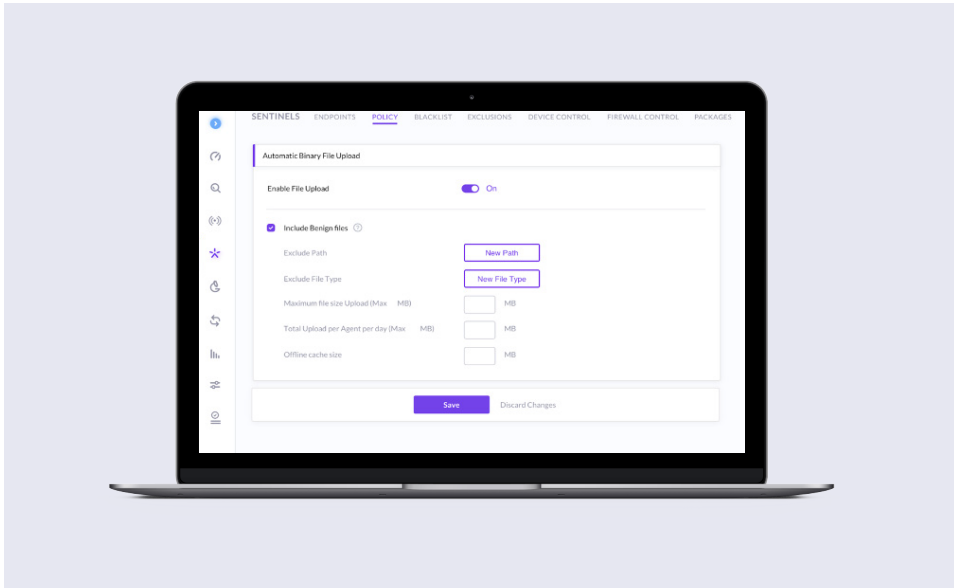 SENTINELS ENDPOINTS POLICY BLACKLIST EXCLUSIONS DEVICE CONTROL FIREWALL CONTROL PACKAGES
Automatic Binary File Upload
Enable File Upload On
Include Benign files ?
Exclude Path New Path
Exclude File Type New File Type
Maximum file size Upload (Max MB) MB
Total Upload per Agent per day (Max MB) MB
Offline cache size MB
Save Discard Changes